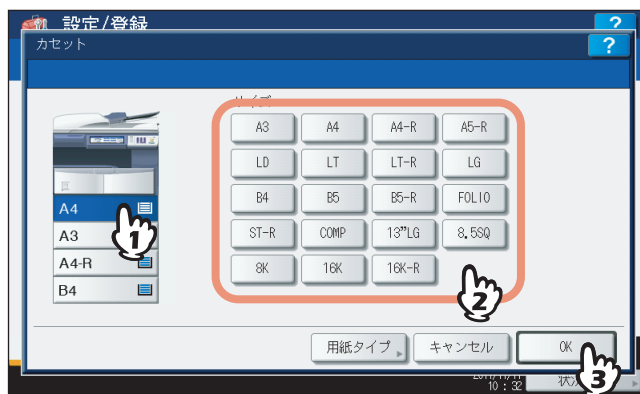 設定/登録 ?
カセット ?
サイズ
A3 A4 A4-R A5-R
LD LT LT-R LG
B4 B5 B5-R FOLIO
ST-R COMP 13"LG 8.5SQ
8K 16K 16K-R
A4
A3
A4-R
B4
1
2
用紙タイプ キャンセル OK
3
10:32